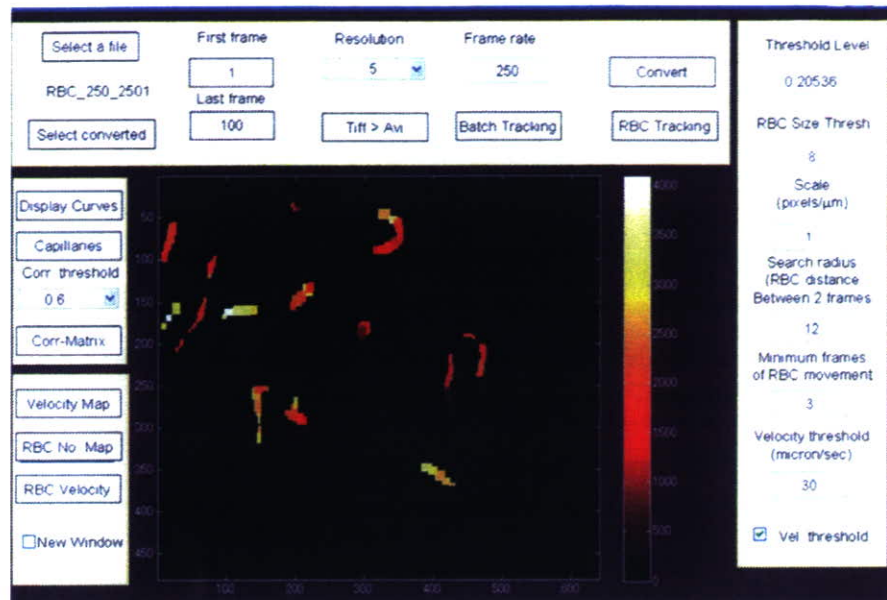 Select a file
First frame
Resolution
Frame rate
1
5
250
Convert
RBC_250_2501
Last frame
Select converted
100
Tiff > Avi
Batch Tracking
RBC Tracking
Display Curves
Capillaries
Corr threshold
0.6
Corr-Matrix
Velocity Map
RBC No Map
RBC Velocity
New Window
50
100
150
200
250
300
350
400
450
100
200
300
400
500
600
4000
3500
3000
2500
2000
1500
1000
500
0
Threshold Level
0.20536
RBC Size Thresh
8
Scale
(pixels/µm)
1
Search radius
(RBC distance
Between 2 frames
12
Minimum frames
of RBC movement
3
Velocity threshold
(micron/sec)
30
Vel threshold